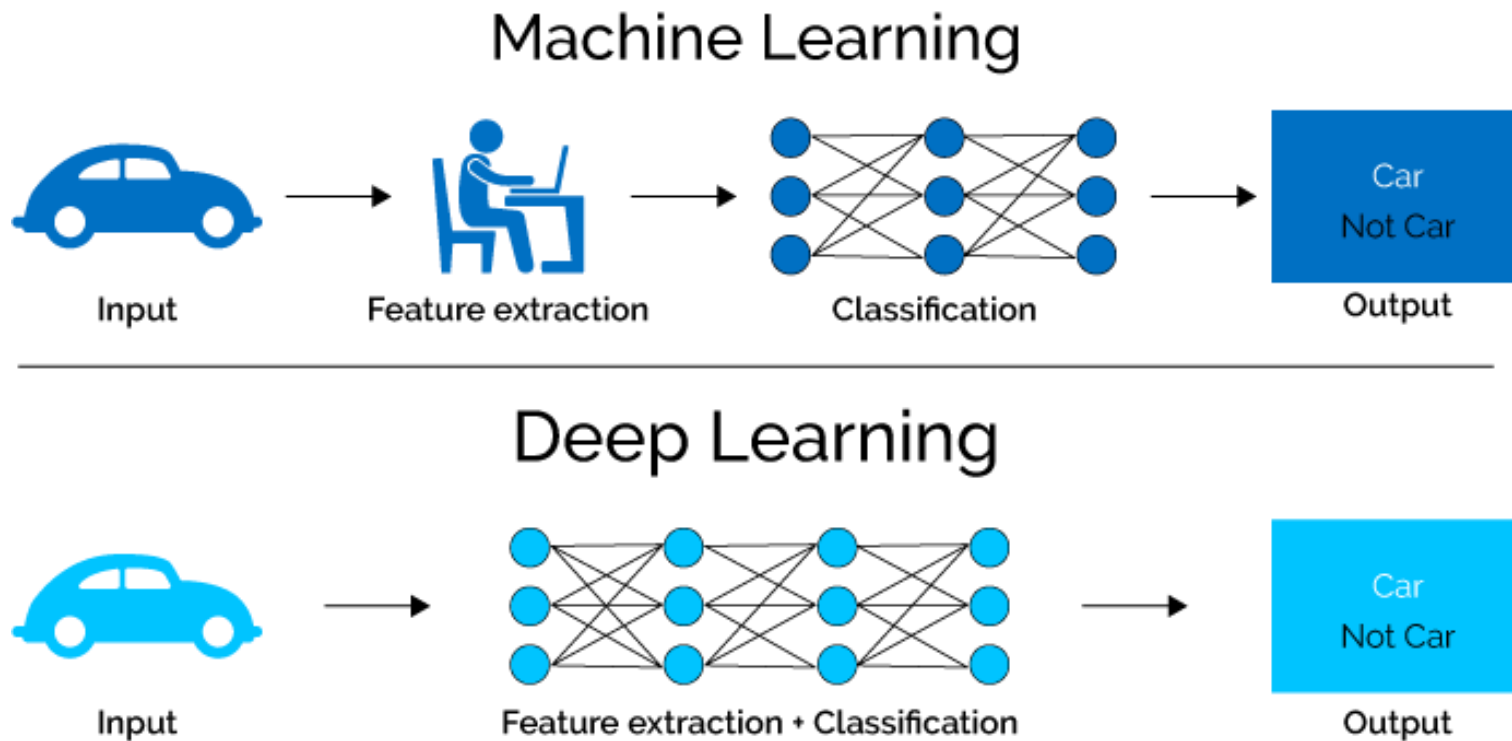 Machine Learning
Car
Not Car
Input
Feature extraction
Classification
Output
Deep Learning
Car
Not Car
Input
Feature extraction + Classification
Output